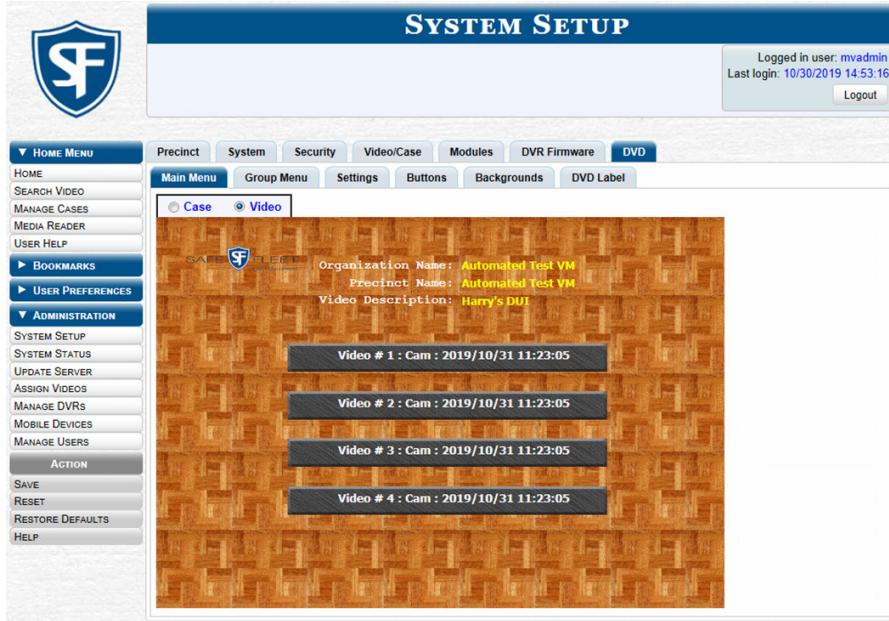 SYSTEM SETUP
SF
Logged in user: mvadmin
Last login: 10/30/2019 14:53:16
Logout
▼ HOME MENU
HOME
SEARCH VIDEO
MANAGE CASES
MEDIA READER
USER HELP
► BOOKMARKS
► USER PREFERENCES
▼ ADMINISTRATION
SYSTEM SETUP
SYSTEM STATUS
UPDATE SERVER
ASSIGN VIDEOS
MANAGE DVRS
MOBILE DEVICES
MANAGE USERS
ACTION
SAVE
RESET
RESTORE DEFAULTS
HELP
Precinct System Security Video/Case Modules DVR Firmware DVD
Main Menu Group Menu Settings Buttons Backgrounds DVD Label
Case Video
SAFE SF FLEET
Organization Name: Automated Test VM
Precinct Name: Automated Test VM
Video Description: Harry's DUI
Video # 1 : Cam : 2019/10/31 11:23:05
Video # 2 : Cam : 2019/10/31 11:23:05
Video # 3 : Cam : 2019/10/31 11:23:05
Video # 4 : Cam : 2019/10/31 11:23:05